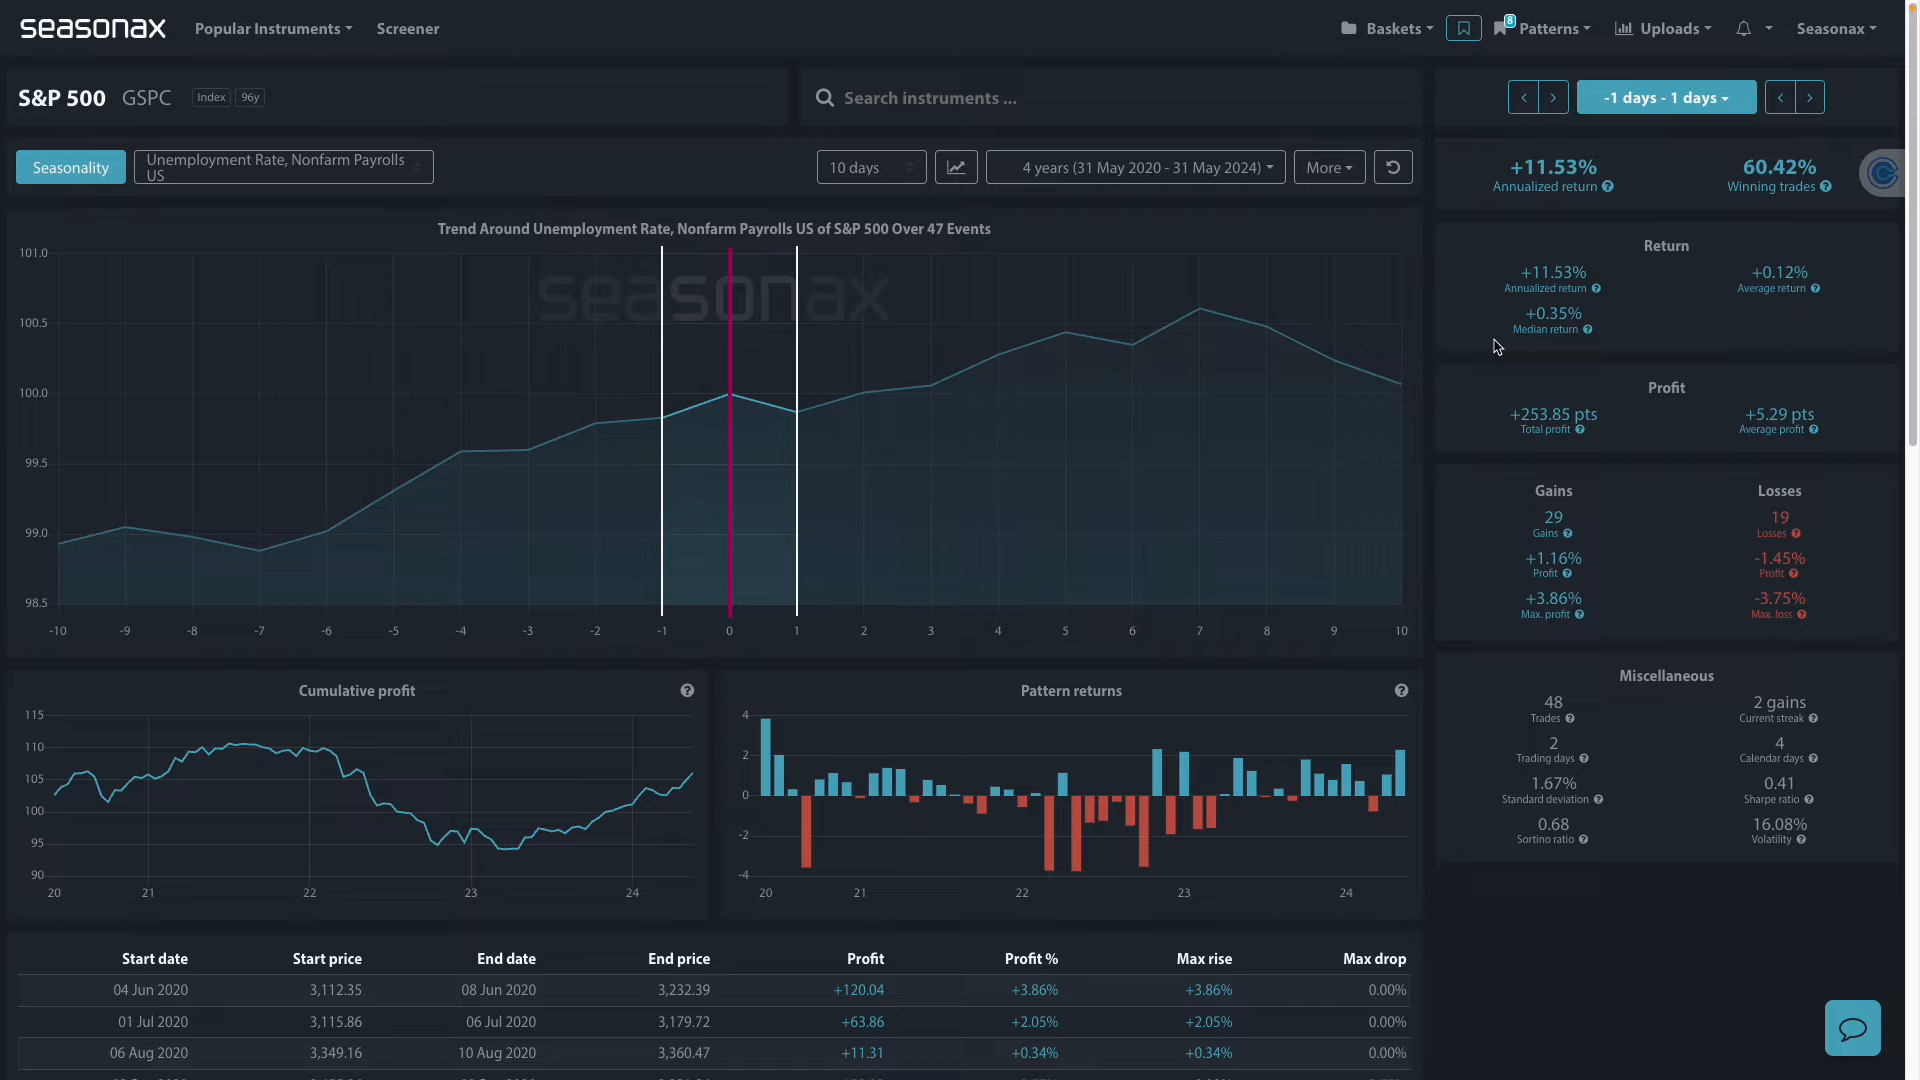 seasonax Popular Instruments Screener Baskets 8 Patterns Uploads Seasonax
S&P 500 GSPC Index 96y Search instruments ... -1 days - 1 days
Seasonality Unemployment Rate, Nonfarm Payrolls US 10 days 4 years (31 May 2020 - 31 May 2024) More
+11.53% 60.42%
Annualized return Winning trades
Trend Around Unemployment Rate, Nonfarm Payrolls US of S&P 500 Over 47 Events
seasonax
101.0
100.5
100.0
99.5
99.0
98.5
-10 -9 -8 -7 -6 -5 -4 -3 -2 -1 0 1 2 3 4 5 6 7 8 9 10
Return
+11.53% +0.12%
Annualized return Average return
+0.35%
Median return
Profit
+253.85 pts +5.29 pts
Total profit Average profit
Gains Losses
29 19
Gains Losses
+1.16% -1.45%
Profit Profit
+3.86% -3.75%
Max. profit Max. loss
Miscellaneous
48 2 gains
Trades Current streak
2 4
Trading days Calendar days
1.67% 0.41
Standard deviation Sharpe ratio
0.68 16.08%
Sortino ratio Volatility
Cumulative profit
115
110
105
100
95
90
20 21 22 23 24
Pattern returns
4
2
0
-2
-4
20 21 22 23 24
Start date Start price End date End price Profit Profit % Max rise Max drop
04 Jun 2020 3,112.35 08 Jun 2020 3,232.39 +120.04 +3.86% +3.86% 0.00%
01 Jul 2020 3,115.86 06 Jul 2020 3,179.72 +63.86 +2.05% +2.05% 0.00%
06 Aug 2020 3,349.16 10 Aug 2020 3,360.47 +11.31 +0.34% +0.34% 0.00%